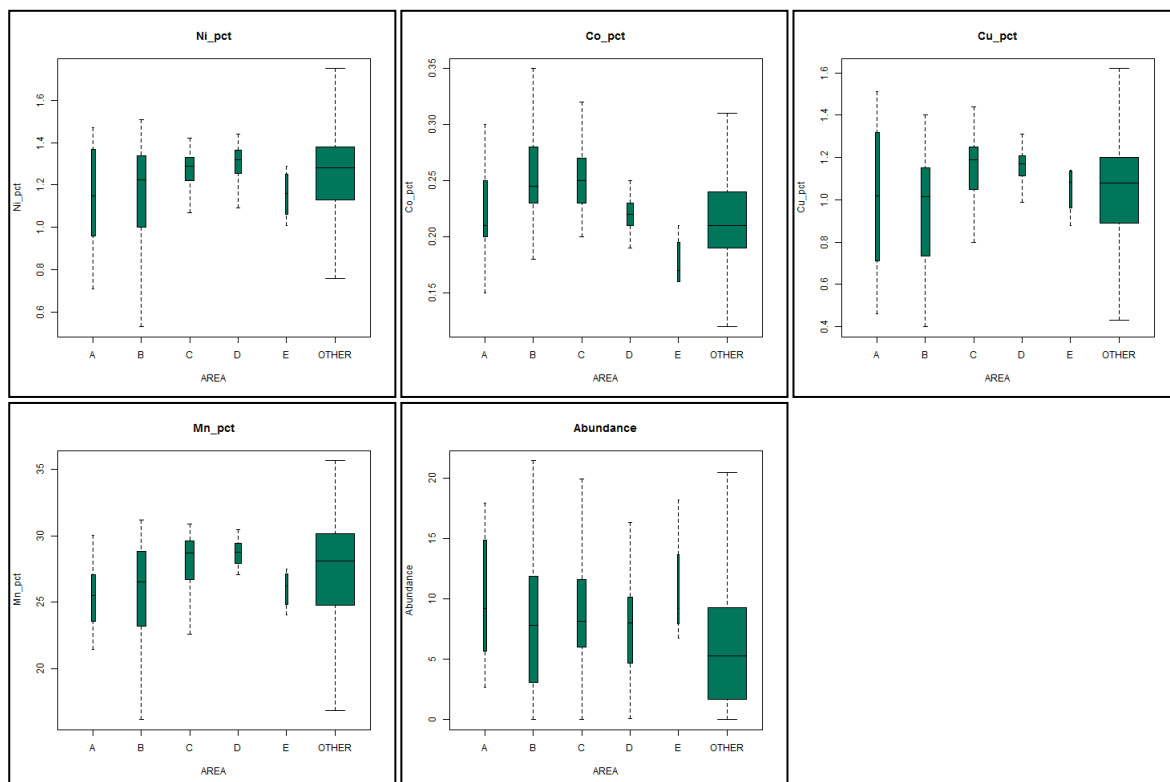 Ni_pct
Ni_pct
1.6
1.4
1.2
1.0
0.8
0.6
A B C D E OTHER
AREA
Co_pct
Co_pct
0.35
0.30
0.25
0.20
0.15
A B C D E OTHER
AREA
Cu_pct
Cu_pct
1.6
1.4
1.2
1.0
0.8
0.6
0.4
A B C D E OTHER
AREA
Mn_pct
Mn_pct
35
30
25
20
A B C D E OTHER
AREA
Abundance
Abundance
20
15
10
5
0
A B C D E OTHER
AREA